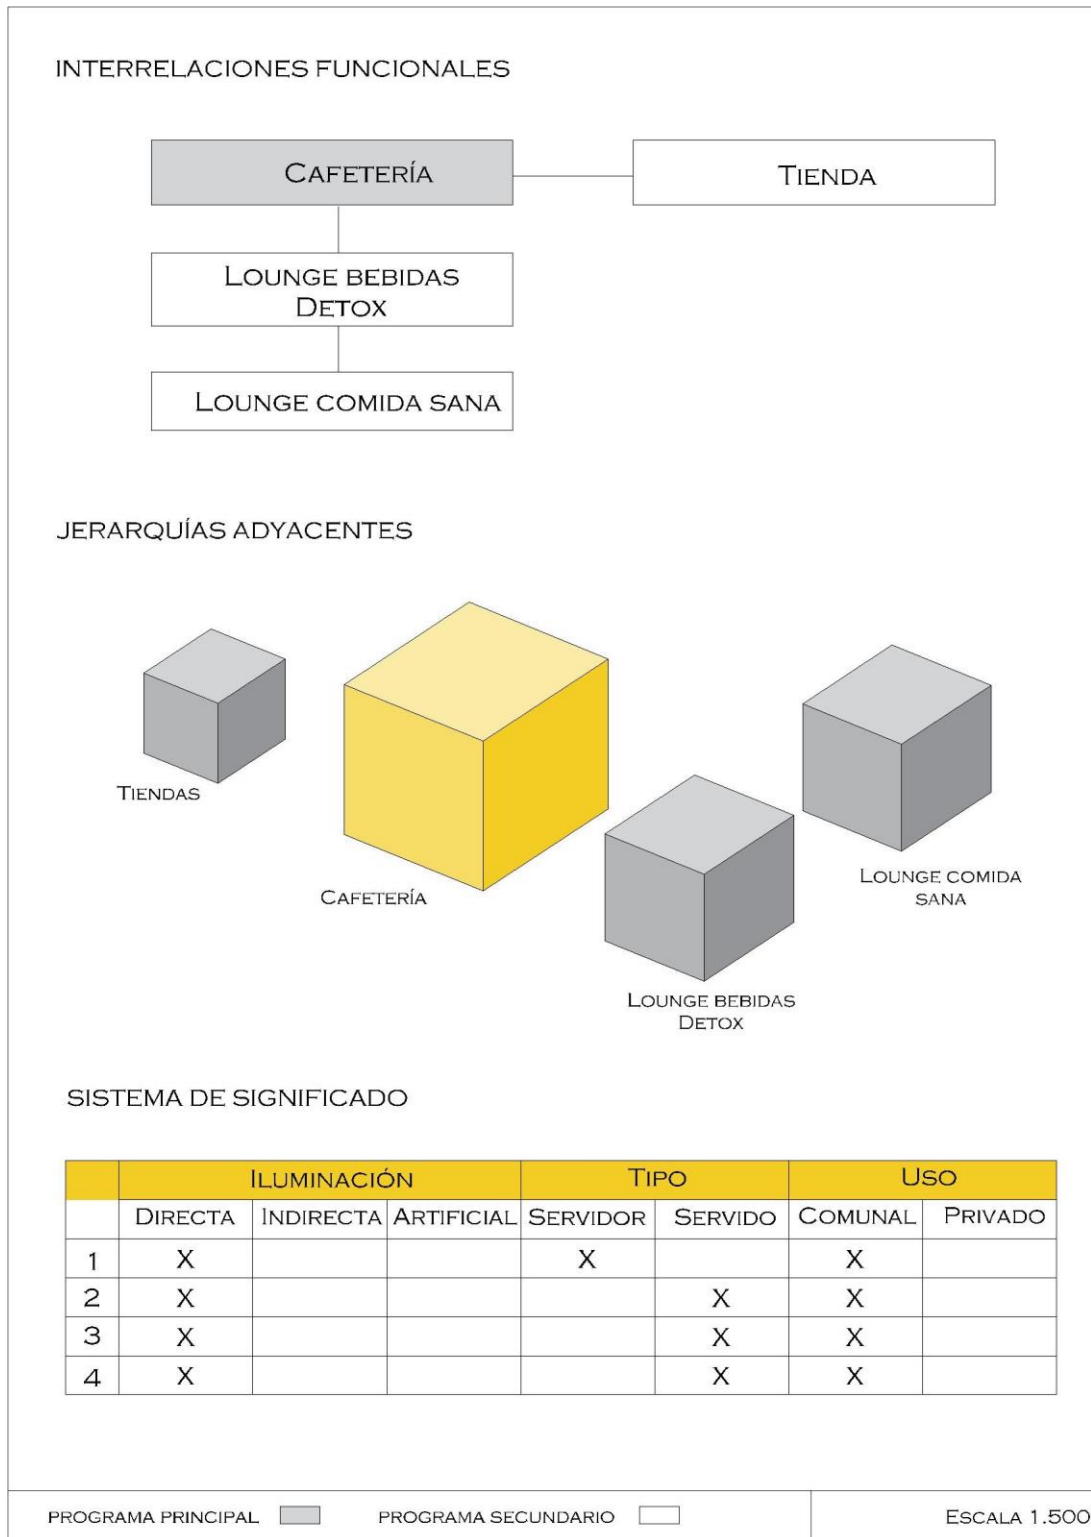 INTERRELACIONES FUNCIONALES
CAFETERÍA
TIENDA
LOUNGE BEBIDAS
DETOX
LOUNGE COMIDA SANA
JERARQUÍAS ADYACENTES
TIENDAS
CAFETERÍA
LOUNGE COMIDA
SANA
LOUNGE BEBIDAS
DETOX
SISTEMA DE SIGNIFICADO
ILUMINACIÓN TIPO USO
DIRECTA INDIRECTA ARTIFICIAL SERVIDOR SERVIDO COMUNAL PRIVADO
1 X X X
2 X X X
3 X X X
4 X X X
PROGRAMA PRINCIPAL PROGRAMA SECUNDARIO ESCALA 1.500